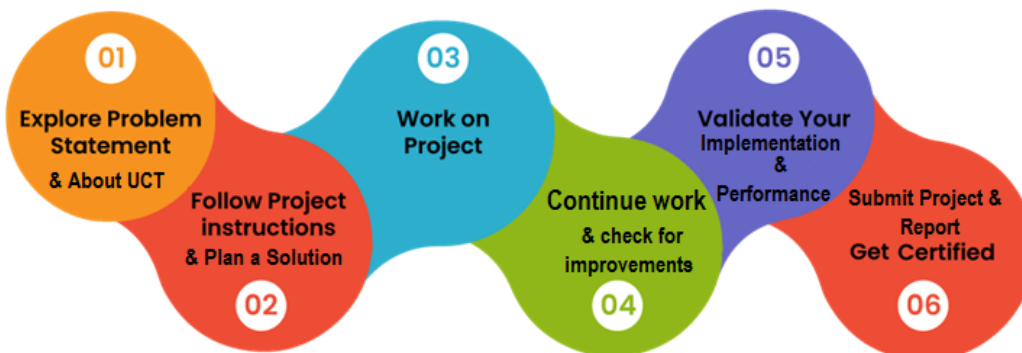 01
Explore Problem
Statement
& About UCT
Follow Project
instructions
& Plan a Solution
02
03
Work on
Project
Continue work
& check for
improvements
04
05
Validate Your
Implementation
&
Performance
Submit Project &
Report
Get Certified
06